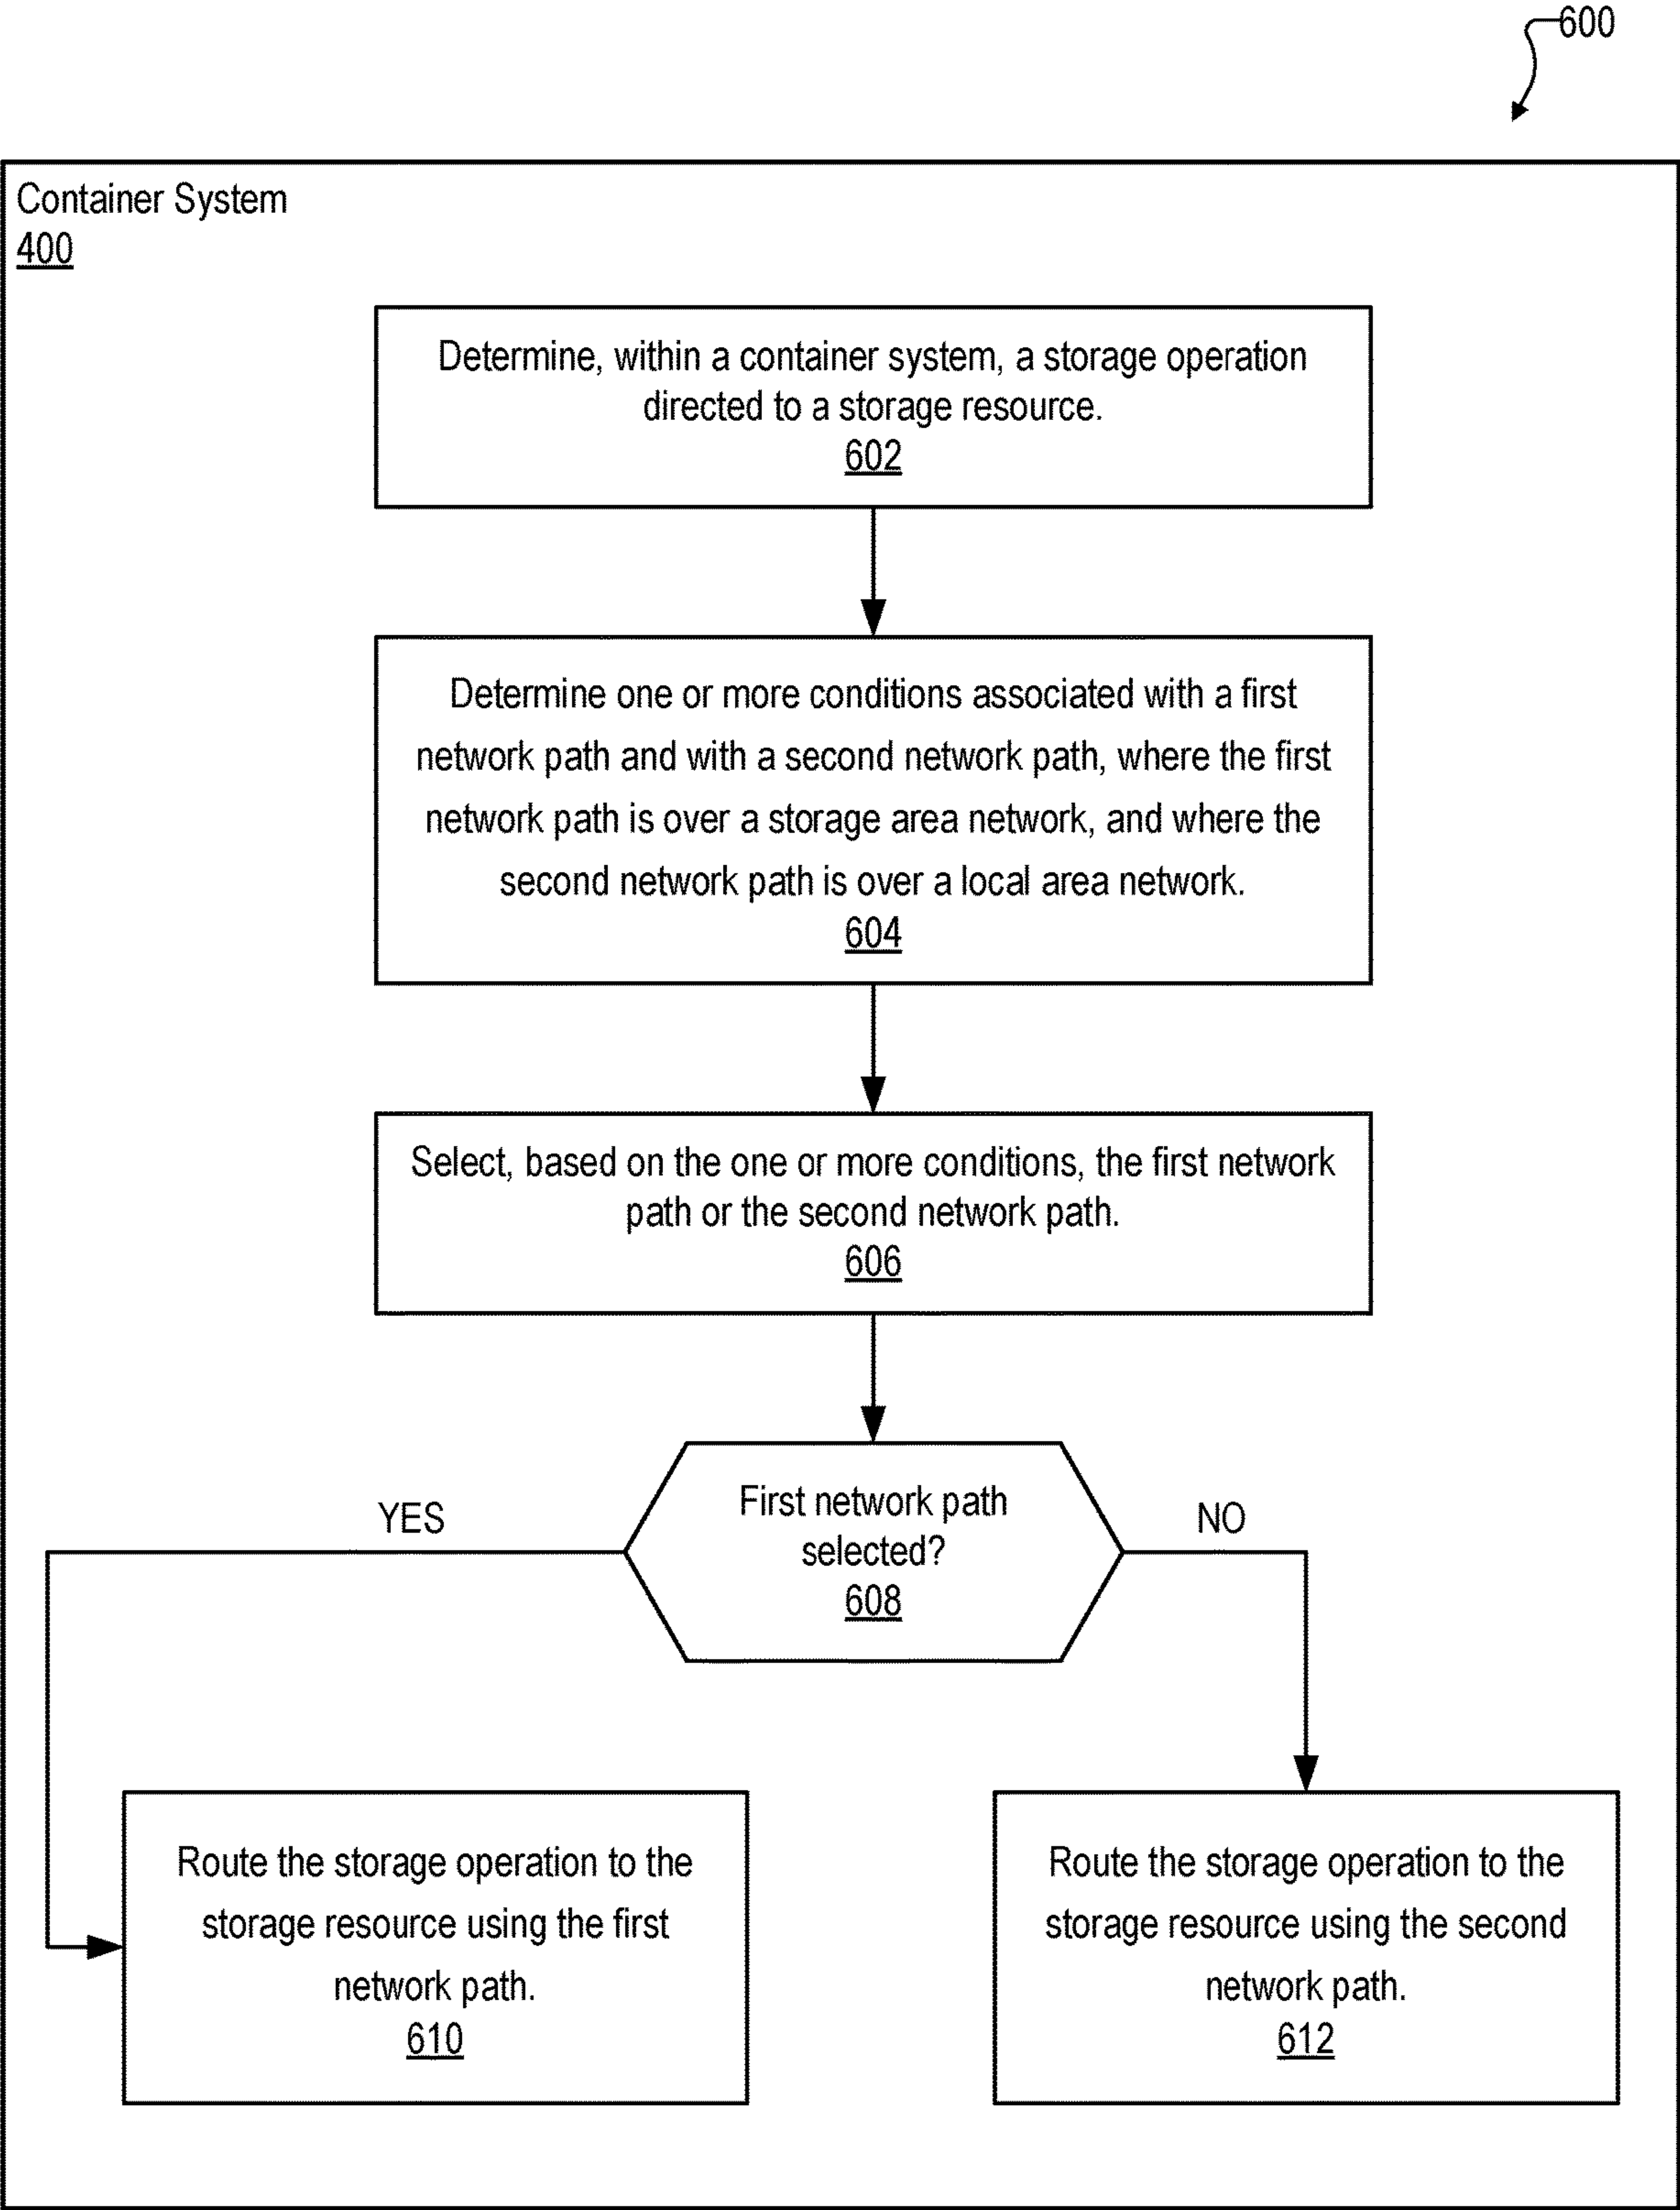 600
Container System
400
Determine, within a container system, a storage operation
directed to a storage resource.
602
Determine one or more conditions associated with a first
network path and with a second network path, where the first
network path is over a storage area network, and where the
second network path is over a local area network.
604
Select, based on the one or more conditions, the first network
path or the second network path.
606
First network path
selected?
608
YES
NO
Route the storage operation to the
storage resource using the first
network path.
610
Route the storage operation to the
storage resource using the second
network path.
612